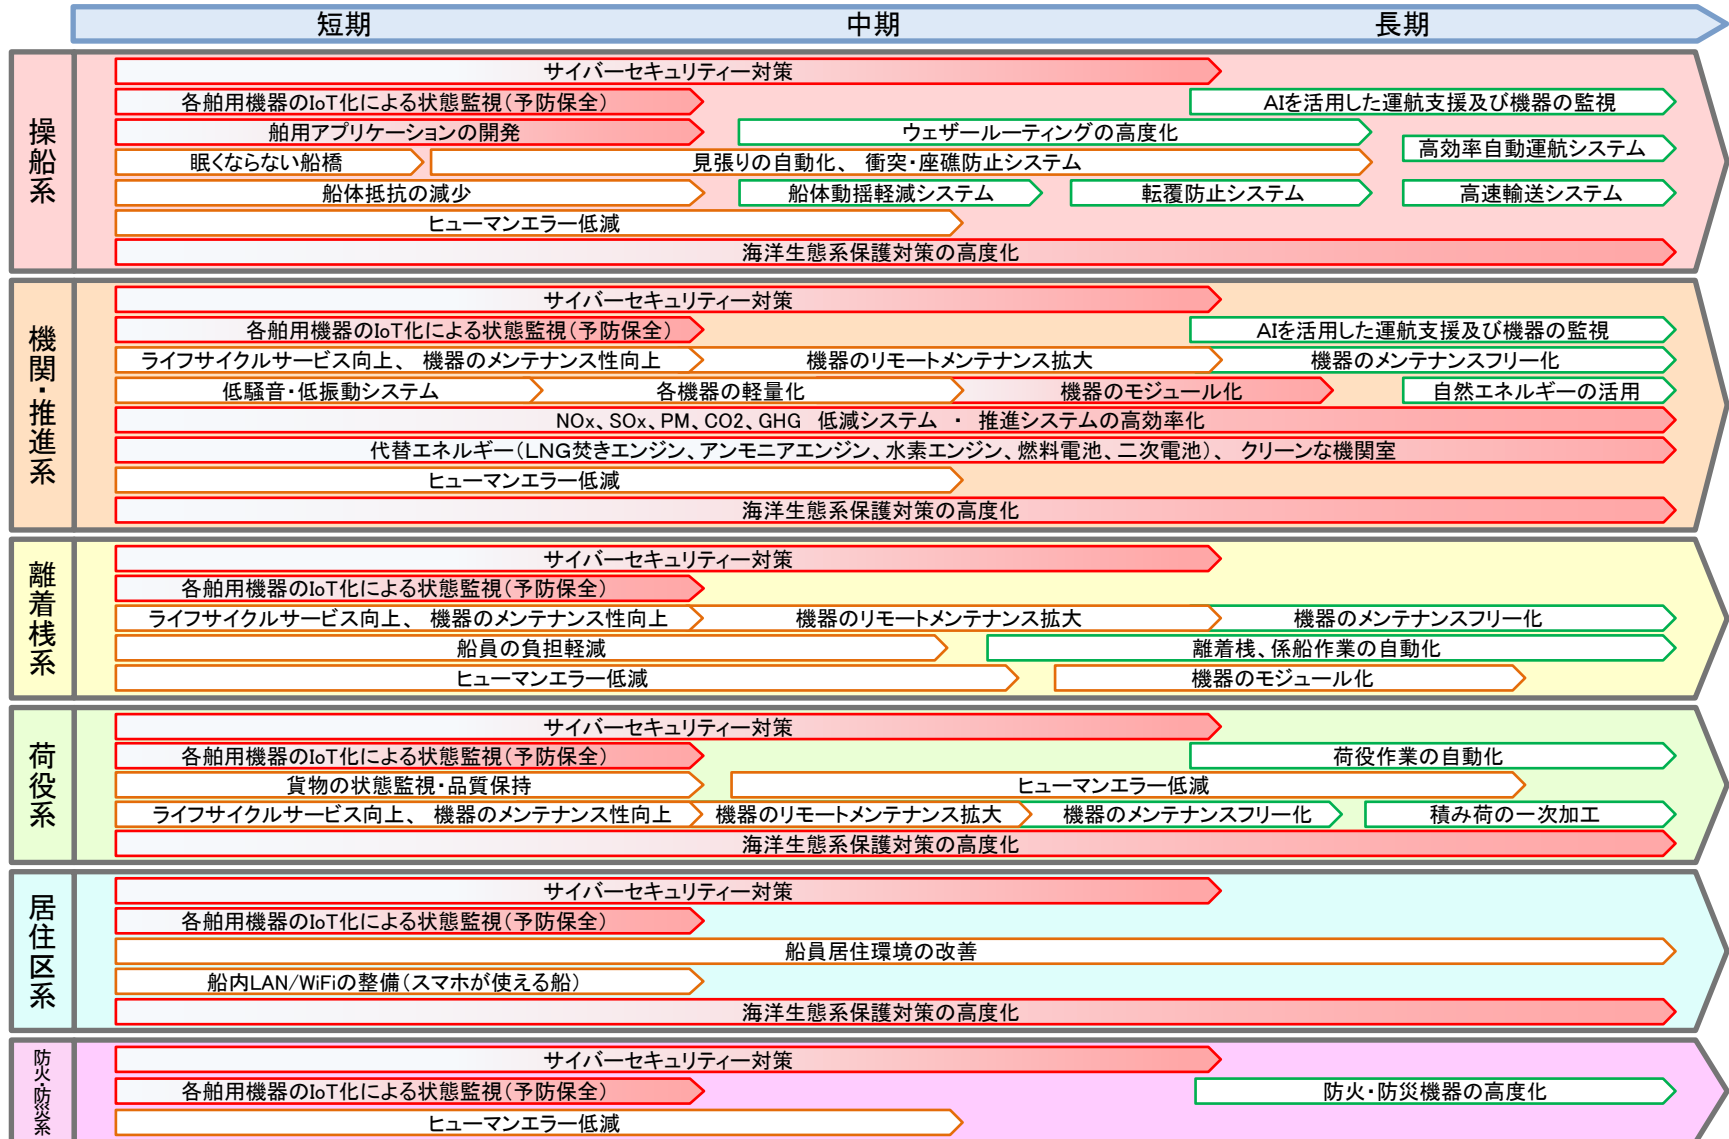 短期
中期
長期
操船系
サイバーセキュリティー対策
各舶用機器のIoT化による状態監視(予防保全)
AIを活用した運航支援及び機器の監視
舶用アプリケーションの開発
ウェザールーティングの高度化
高効率自動運航システム
眠くならない船橋
見張りの自動化、 衝突・座礁防止システム
船体抵抗の減少
船体動揺軽減システム
転覆防止システム
高速輸送システム
ヒューマンエラー低減
海洋生態系保護対策の高度化
機関・推進系
サイバーセキュリティー対策
各舶用機器のIoT化による状態監視(予防保全)
AIを活用した運航支援及び機器の監視
ライフサイクルサービス向上、 機器のメンテナンス性向上
機器のリモートメンテナンス拡大
機器のメンテナンスフリー化
低騒音・低振動システム
各機器の軽量化
機器のモジュール化
自然エネルギーの活用
NOx、SOx、PM、CO2、GHG 低減システム ・ 推進システムの高効率化
代替エネルギー(LNG焚きエンジン、アンモニアエンジン、水素エンジン、燃料電池、二次電池)、 クリーンな機関室
ヒューマンエラー低減
海洋生態系保護対策の高度化
離着桟系
サイバーセキュリティー対策
各舶用機器のIoT化による状態監視(予防保全)
ライフサイクルサービス向上、 機器のメンテナンス性向上
機器のリモートメンテナンス拡大
機器のメンテナンスフリー化
船員の負担軽減
離着桟、係船作業の自動化
ヒューマンエラー低減
機器のモジュール化
荷役系
サイバーセキュリティー対策
各舶用機器のIoT化による状態監視(予防保全)
荷役作業の自動化
貨物の状態監視・品質保持
ヒューマンエラー低減
ライフサイクルサービス向上、 機器のメンテナンス性向上
機器のリモートメンテナンス拡大
機器のメンテナンスフリー化
積み荷の一次加工
海洋生態系保護対策の高度化
居住区系
サイバーセキュリティー対策
各舶用機器のIoT化による状態監視(予防保全)
船員居住環境の改善
船内LAN/WiFiの整備(スマホが使える船)
海洋生態系保護対策の高度化
防火・防災系
サイバーセキュリティー対策
各舶用機器のIoT化による状態監視(予防保全)
防火・防災機器の高度化
ヒューマンエラー低減